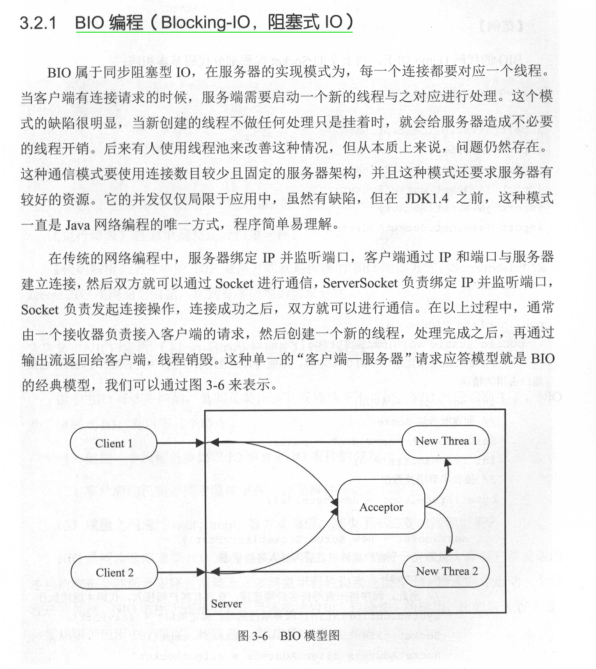 3.2.1 BIO 编程（Blocking-IO，阻塞式 IO）
BIO 属于同步阻塞型 IO，在服务器的实现模式为，每一个连接都要对应一个线程。
当客户端有连接请求的时候，服务端需要启动一个新的线程与之对应进行处理。这个模
式的缺陷很明显，当新创建的线程不做任何处理只是挂着时，就会给服务器造成不必要
的线程开销。后来有人使用线程池来改善这种情况，但从本质上来说，问题仍然存在。
这种通信模式要使用连接数目较少且固定的服务器架构，并且这种模式还要求服务器有
较好的资源。它的并发仅仅局限于应用中，虽然有缺陷，但在 JDK1.4 之前，这种模式
一直是 Java 网络编程的唯一方式，程序简单易理解。
在传统的网络编程中，服务器绑定 IP 并监听端口，客户端通过 IP 和端口与服务器
建立连接，然后双方就可以通过 Socket 进行通信，ServerSocket 负责绑定 IP 并监听端口，
Socket 负责发起连接操作，连接成功之后，双方就可以进行通信。在以上过程中，通常
由一个接收器负责接入客户端的请求，然后创建一个新的线程，处理完成之后，再通过
输出流返回给客户端，线程销毁。这种单一的“客户端—服务器”请求应答模型就是 BIO
的经典模型，我们可以通过图 3-6 来表示。
Client 1
New Threa 1
Acceptor
Client 2
New Threa 2
Server
图 3-6 BIO 模型图